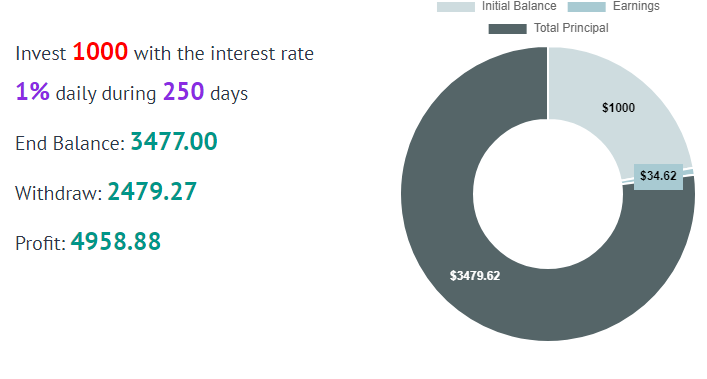 Invest 1000 with the interest rate
1% daily during 250 days
End Balance: 3477.00
Withdraw: 2479.27
Profit: 4958.88
Initial Balance
Earnings
Total Principal
$1000
$34.62
$3479.62